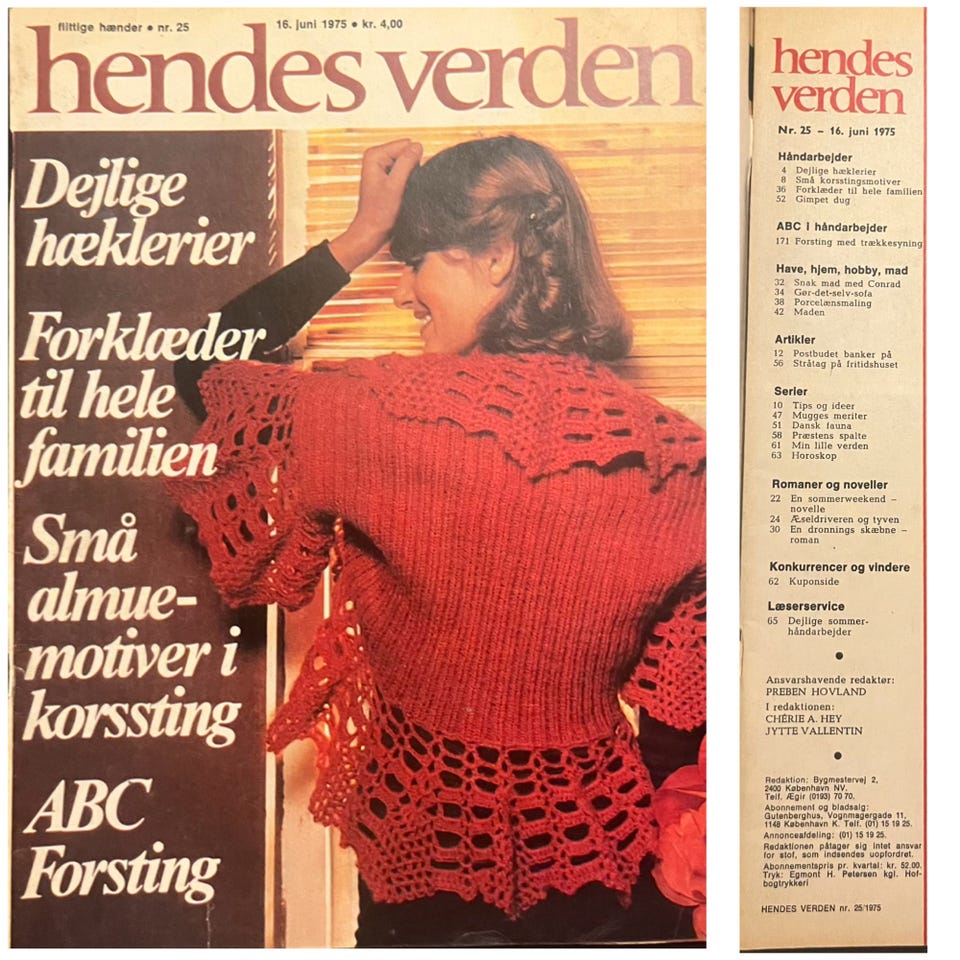 flittige hænder • nr. 25
16. juni 1975 • kr. 4,00
hendes verden
Dejlige
hæklerier
Forklæder
til hele
familien
Små
almue-
motiver i
korssting
ABC
Forsting
hendes
verden
Nr. 25 – 16. juni 1975
Håndarbejder
4 Dejlige hæklerier
8 Små korsstingsmotiver
36 Forklæder til hele familien
52 Gimpet dug
ABC i håndarbejder
171 Forsting med trækkesyning
Have, hjem, hobby, mad
32 Snak mad med Conrad
34 Gør-det-selv-sofa
38 Porcelænsmaling
42 Maden
Artikler
12 Postbudet banker på
56 Stråtag på fritidshuset
Serier
10 Tips og ideer
47 Mugges meriter
51 Dansk fauna
58 Præstens spalte
61 Min lille verden
63 Horoskop
Romaner og noveller
22 En sommerweekend –
novelle
24 Æseldriveren og tyven
30 En dronnings skæbne –
roman
Konkurrencer og vindere
62 Kuponside
Læserservice
65 Dejlige sommer-
håndarbejder
Ansvarshavende redaktør:
PREBEN HOVLAND
I redaktionen:
CHÉRIE A. HEY
JYTTE VALLENTIN
Redaktion: Bygmestervej 2,
2400 København NV.
Telf. Ægir (0193) 70 70.
Abonnement og bladsalg:
Gutenberghus, Vognmagergade 11,
1148 København K. Telf. (01) 15 19 25.
Annonceafdeling: (01) 15 19 25.
Redaktionen påtager sig intet ansvar
for stof, som indsendes uopfordret.
Abonnementspris pr. kvartal: kr. 52,00.
Tryk: Egmont H. Petersen kgl. Hof-
bogtrykkeri
HENDES VERDEN nr. 25/1975